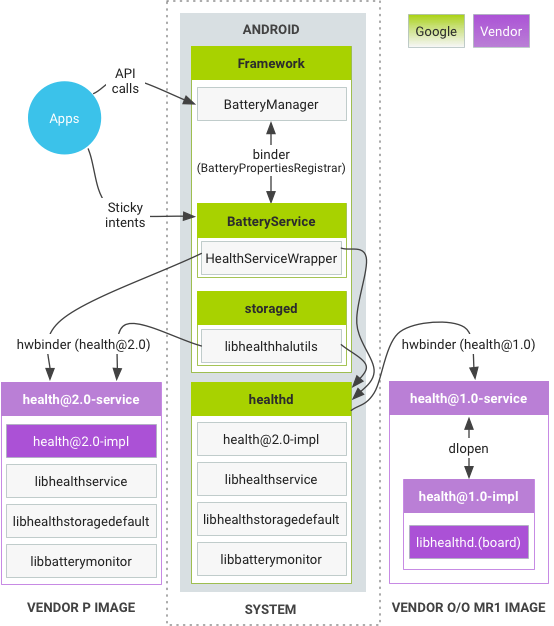 ANDROID
Google
Vendor
Framework
API
calls
BatteryManager
Apps
binder
(BatteryPropertiesRegistrar)
Sticky
intents
BatteryService
HealthServiceWrapper
storaged
libhealthhalutils
hwbinder (health@2.0)
hwbinder (health@1.0)
health@2.0-service
health@2.0-impl
libhealthservice
libhealthstoragedefault
libbatterymonitor
healthd
health@2.0-impl
libhealthservice
libhealthstoragedefault
libbatterymonitor
health@1.0-service
dlopen
health@1.0-impl
libhealthd.(board)
VENDOR P IMAGE
SYSTEM
VENDOR O/O MR1 IMAGE